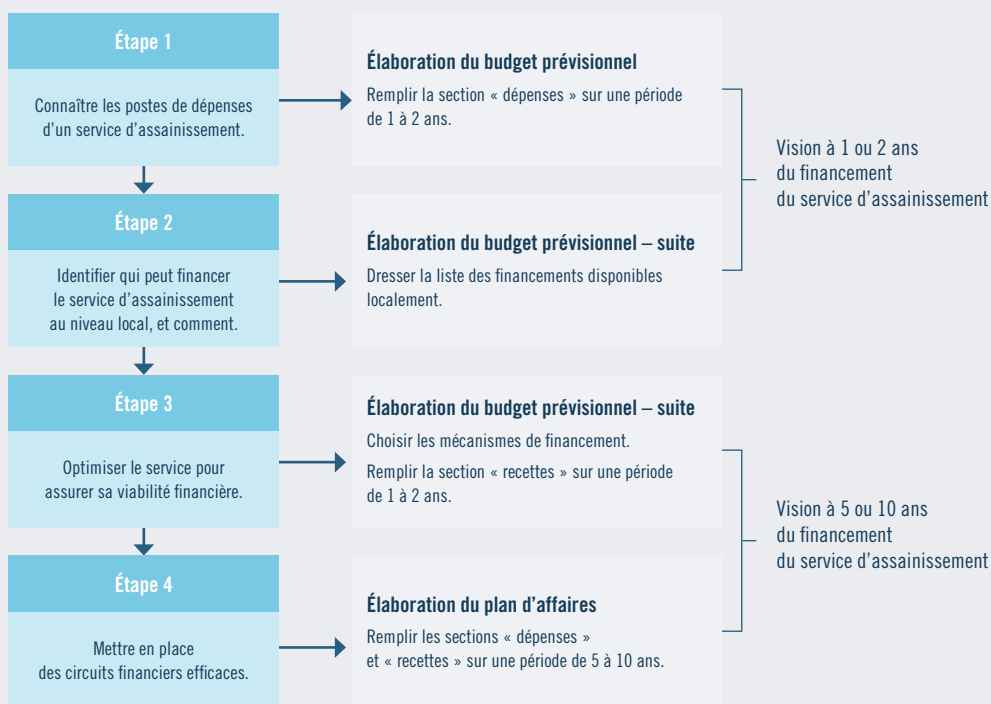 Étape 1
Connaître les postes de dépenses
d’un service d’assainissement.
Élaboration du budget prévisionnel
Remplir la section « dépenses » sur une période
de 1 à 2 ans.
Étape 2
Identifier qui peut financer
le service d’assainissement
au niveau local, et comment.
Élaboration du budget prévisionnel – suite
Dresser la liste des financements disponibles
localement.
Vision à 1 ou 2 ans
du financement
du service d’assainissement
Étape 3
Optimiser le service pour
assurer sa viabilité financière.
Élaboration du budget prévisionnel – suite
Choisir les mécanismes de financement.
Remplir la section « recettes » sur une période
de 1 à 2 ans.
Étape 4
Mettre en place
des circuits financiers efficaces.
Élaboration du plan d’affaires
Remplir les sections « dépenses »
et « recettes » sur une période de 5 à 10 ans.
Vision à 5 ou 10 ans
du financement
du service d’assainissement